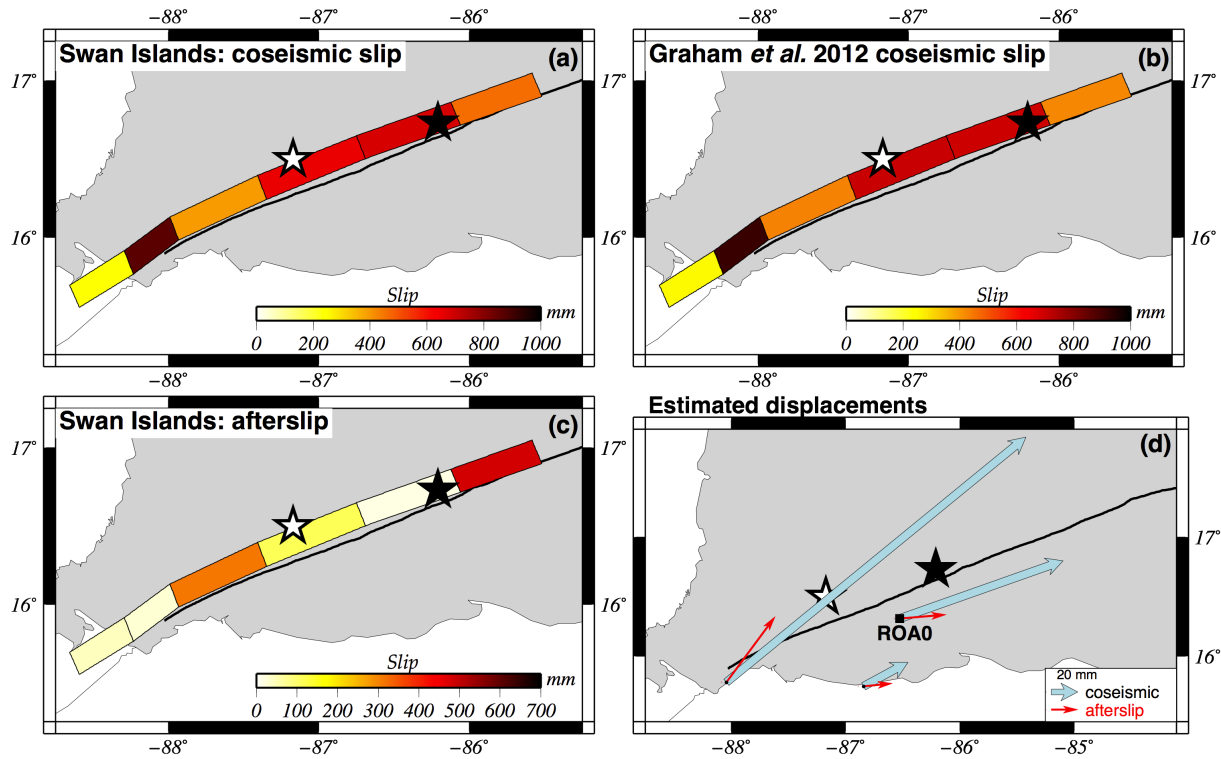 −88° −87° −86°
Swan Islands: coseismic slip (a)
17°
16°
Slip
mm
0 200 400 600 800 1000
−88° −87° −86°
−88° −87° −86°
Graham et al. 2012 coseismic slip (b)
17°
16°
Slip
mm
0 200 400 600 800 1000
−88° −87° −86°
Swan Islands: afterslip (c)
17°
16°
Slip
mm
0 100 200 300 400 500 600 700
−88° −87° −86°
Estimated displacements
(d)
17°
16°
ROA0
20 mm
coseismic
afterslip
−88° −87° −86° −85°